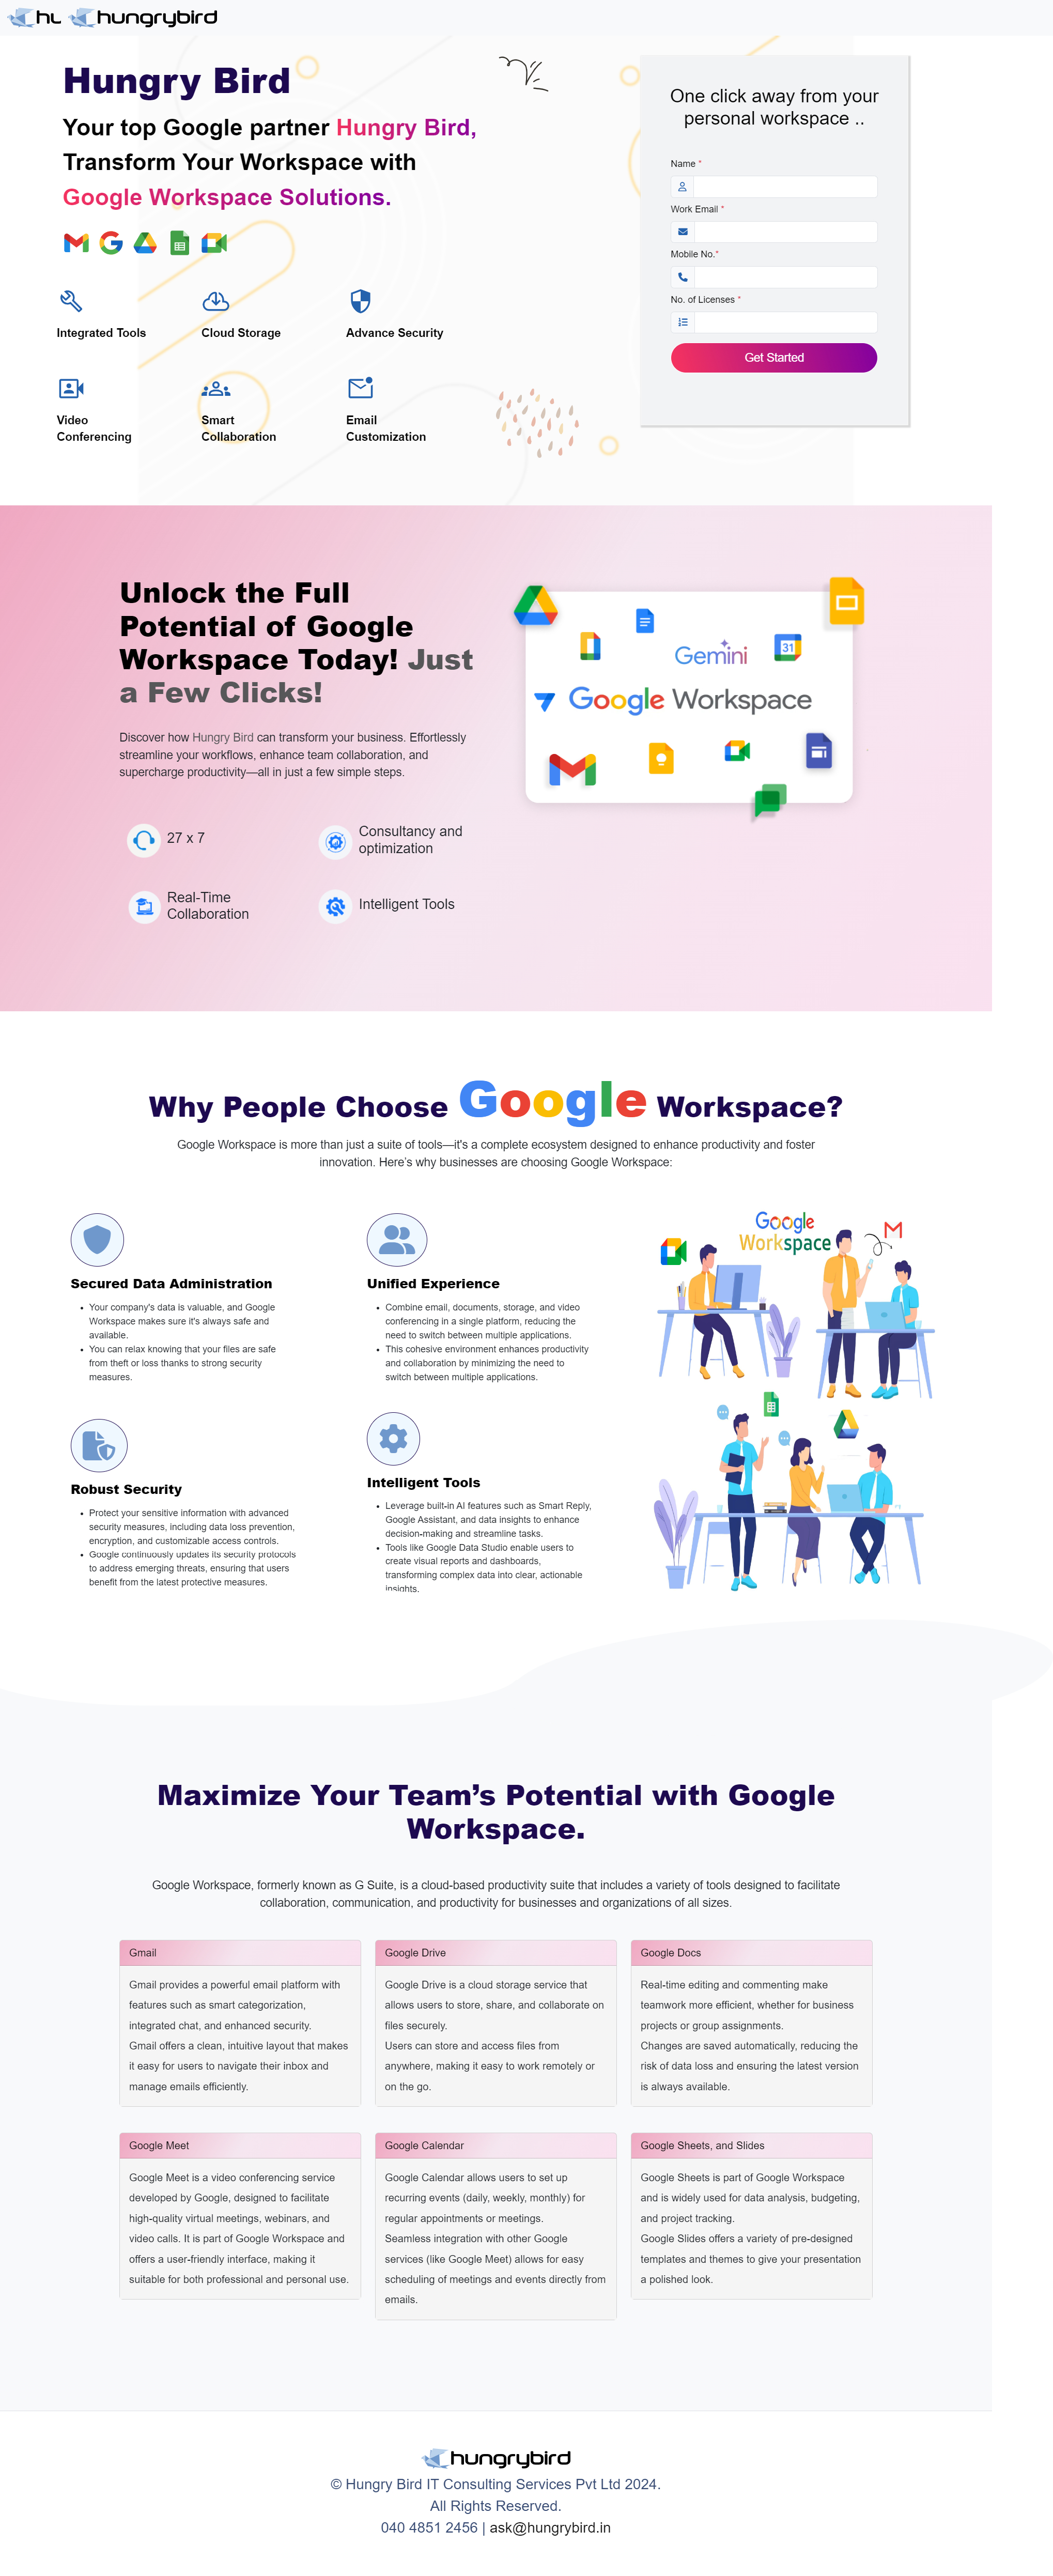 hu hungrybird
Hungry Bird
Your top Google partner Hungry Bird,
Transform Your Workspace with
Google Workspace Solutions.
Integrated Tools
Cloud Storage
Advance Security
Video
Conferencing
Smart
Collaboration
Email
Customization
One click away from your
personal workspace ..
Name *
Work Email *
Mobile No.*
No. of Licenses *
Get Started
Unlock the Full
Potential of Google
Workspace Today! Just
a Few Clicks!
Discover how Hungry Bird can transform your business. Effortlessly
streamline your workflows, enhance team collaboration, and
supercharge productivity—all in just a few simple steps.
27 x 7
Consultancy and
optimization
Real-Time
Collaboration
Intelligent Tools
Gemini
31
Google Workspace
Why People Choose Google Workspace?
Google Workspace is more than just a suite of tools—it's a complete ecosystem designed to enhance productivity and foster
innovation. Here's why businesses are choosing Google Workspace:
Secured Data Administration
• Your company's data is valuable, and Google
Workspace makes sure it's always safe and
available.
• You can relax knowing that your files are safe
from theft or loss thanks to strong security
measures.
Unified Experience
• Combine email, documents, storage, and video
conferencing in a single platform, reducing the
need to switch between multiple applications.
• This cohesive environment enhances productivity
and collaboration by minimizing the need to
switch between multiple applications.
Robust Security
• Protect your sensitive information with advanced
security measures, including data loss prevention,
encryption, and customizable access controls.
• Google continuously updates its security protocols
to address emerging threats, ensuring that users
benefit from the latest protective measures.
Intelligent Tools
• Leverage built-in AI features such as Smart Reply,
Google Assistant, and data insights to enhance
decision-making and streamline tasks.
• Tools like Google Data Studio enable users to
create visual reports and dashboards,
transforming complex data into clear, actionable
insights.
Google
Workspace
Maximize Your Team’s Potential with Google
Workspace.
Google Workspace, formerly known as G Suite, is a cloud-based productivity suite that includes a variety of tools designed to facilitate
collaboration, communication, and productivity for businesses and organizations of all sizes.
Gmail
Gmail provides a powerful email platform with
features such as smart categorization,
integrated chat, and enhanced security.
Gmail offers a clean, intuitive layout that makes
it easy for users to navigate their inbox and
manage emails efficiently.
Google Drive
Google Drive is a cloud storage service that
allows users to store, share, and collaborate on
files securely.
Users can store and access files from
anywhere, making it easy to work remotely or
on the go.
Google Docs
Real-time editing and commenting make
teamwork more efficient, whether for business
projects or group assignments.
Changes are saved automatically, reducing the
risk of data loss and ensuring the latest version
is always available.
Google Meet
Google Meet is a video conferencing service
developed by Google, designed to facilitate
high-quality virtual meetings, webinars, and
video calls. It is part of Google Workspace and
offers a user-friendly interface, making it
suitable for both professional and personal use.
Google Calendar
Google Calendar allows users to set up
recurring events (daily, weekly, monthly) for
regular appointments or meetings.
Seamless integration with other Google
services (like Google Meet) allows for easy
scheduling of meetings and events directly from
emails.
Google Sheets, and Slides
Google Sheets is part of Google Workspace
and is widely used for data analysis, budgeting,
and project tracking.
Google Slides offers a variety of pre-designed
templates and themes to give your presentation
a polished look.
hungrybird
© Hungry Bird IT Consulting Services Pvt Ltd 2024.
All Rights Reserved.
040 4851 2456 | ask@hungrybird.in